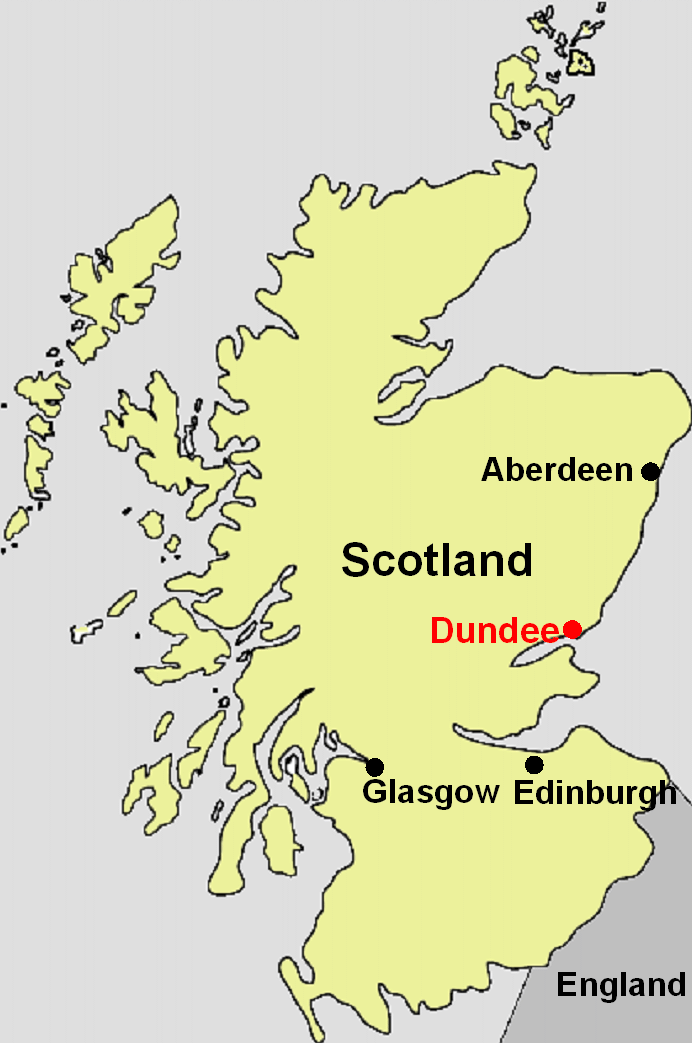 Aberdeen
Scotland
Dundee
Glasgow
Edinburgh
England